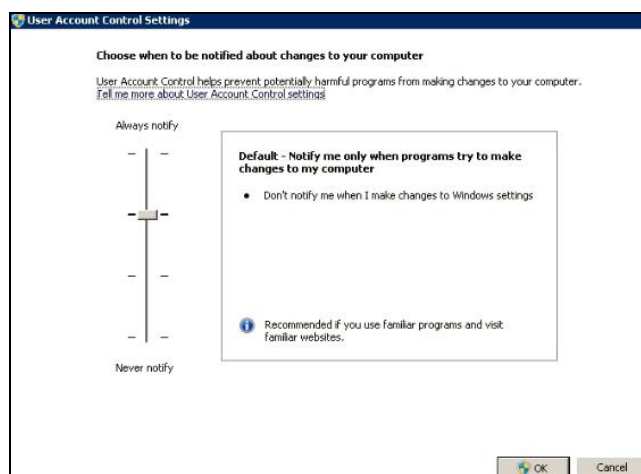 User Account Control Settings
Choose when to be notified about changes to your computer
User Account Control helps prevent potentially harmful programs from making changes to your computer.
Tell me more about User Account Control settings
Always notify
Default - Notify me only when programs try to make
changes to my computer
• Don't notify me when I make changes to Windows settings
Recommended if you use familiar programs and visit
familiar websites.
Never notify
OK Cancel